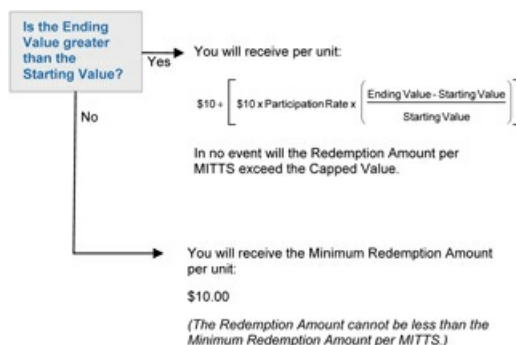 Is the Ending
Value greater
than the
Starting Value?
Yes
You will receive per unit:
$10 + [ $10 x Participation Rate x ( Ending Value - Starting Value
Starting Value ) ]
In no event will the Redemption Amount per
MITTS exceed the Capped Value.
No
You will receive the Minimum Redemption Amount
per unit:
$10.00
(The Redemption Amount cannot be less than the
Minimum Redemption Amount per MITTS.)